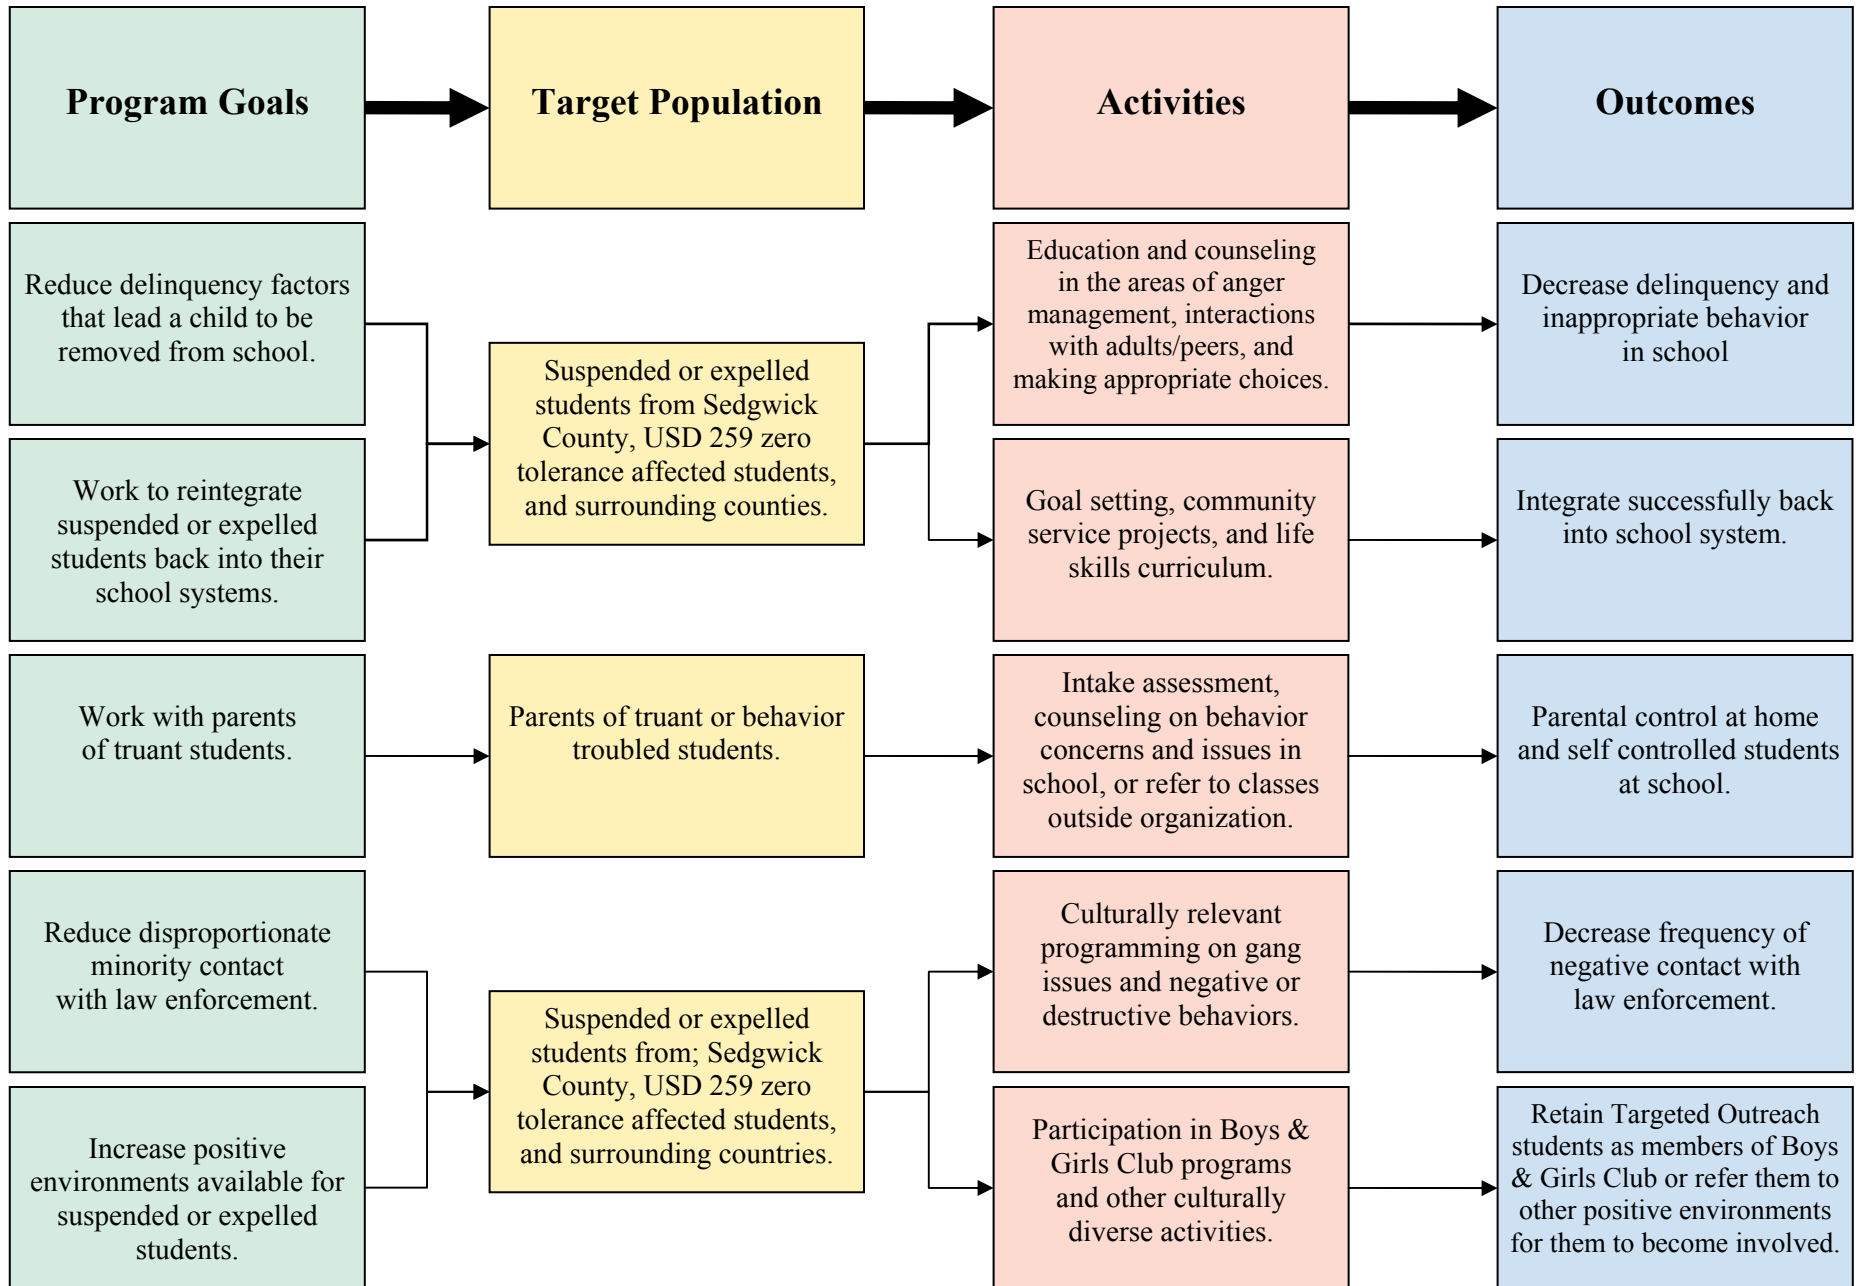 Program Goals
Target Population
Activities
Outcomes
Reduce delinquency factors
that lead a child to be
removed from school.
Work to reintegrate
suspended or expelled
students back into their
school systems.
Suspended or expelled
students from Sedgwick
County, USD 259 zero
tolerance affected students,
and surrounding counties.
Education and counseling
in the areas of anger
management, interactions
with adults/peers, and
making appropriate choices.
Goal setting, community
service projects, and life
skills curriculum.
Decrease delinquency and
inappropriate behavior
in school
Integrate successfully back
into school system.
Work with parents
of truant students.
Parents of truant or behavior
troubled students.
Intake assessment,
counseling on behavior
concerns and issues in
school, or refer to classes
outside organization.
Parental control at home
and self controlled students
at school.
Reduce disproportionate
minority contact
with law enforcement.
Increase positive
environments available for
suspended or expelled
students.
Suspended or expelled
students from; Sedgwick
County, USD 259 zero
tolerance affected students,
and surrounding countries.
Culturally relevant
programming on gang
issues and negative or
destructive behaviors.
Participation in Boys &
Girls Club programs
and other culturally
diverse activities.
Decrease frequency of
negative contact with
law enforcement.
Retain Targeted Outreach
students as members of Boys
& Girls Club or refer them to
other positive environments
for them to become involved.